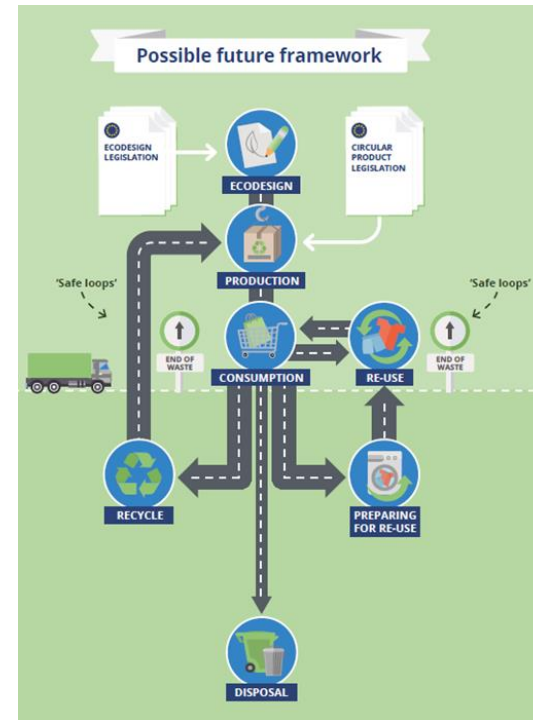 Possible future framework
ECODESIGN
LEGISLATION
CIRCULAR
PRODUCT
LEGISLATION
ECODESIGN
PRODUCTION
'Safe loops'
'Safe loops'
END OF
WASTE
END OF
WASTE
CONSUMPTION
RE-USE
RECYCLE
PREPARING
FOR RE-USE
DISPOSAL